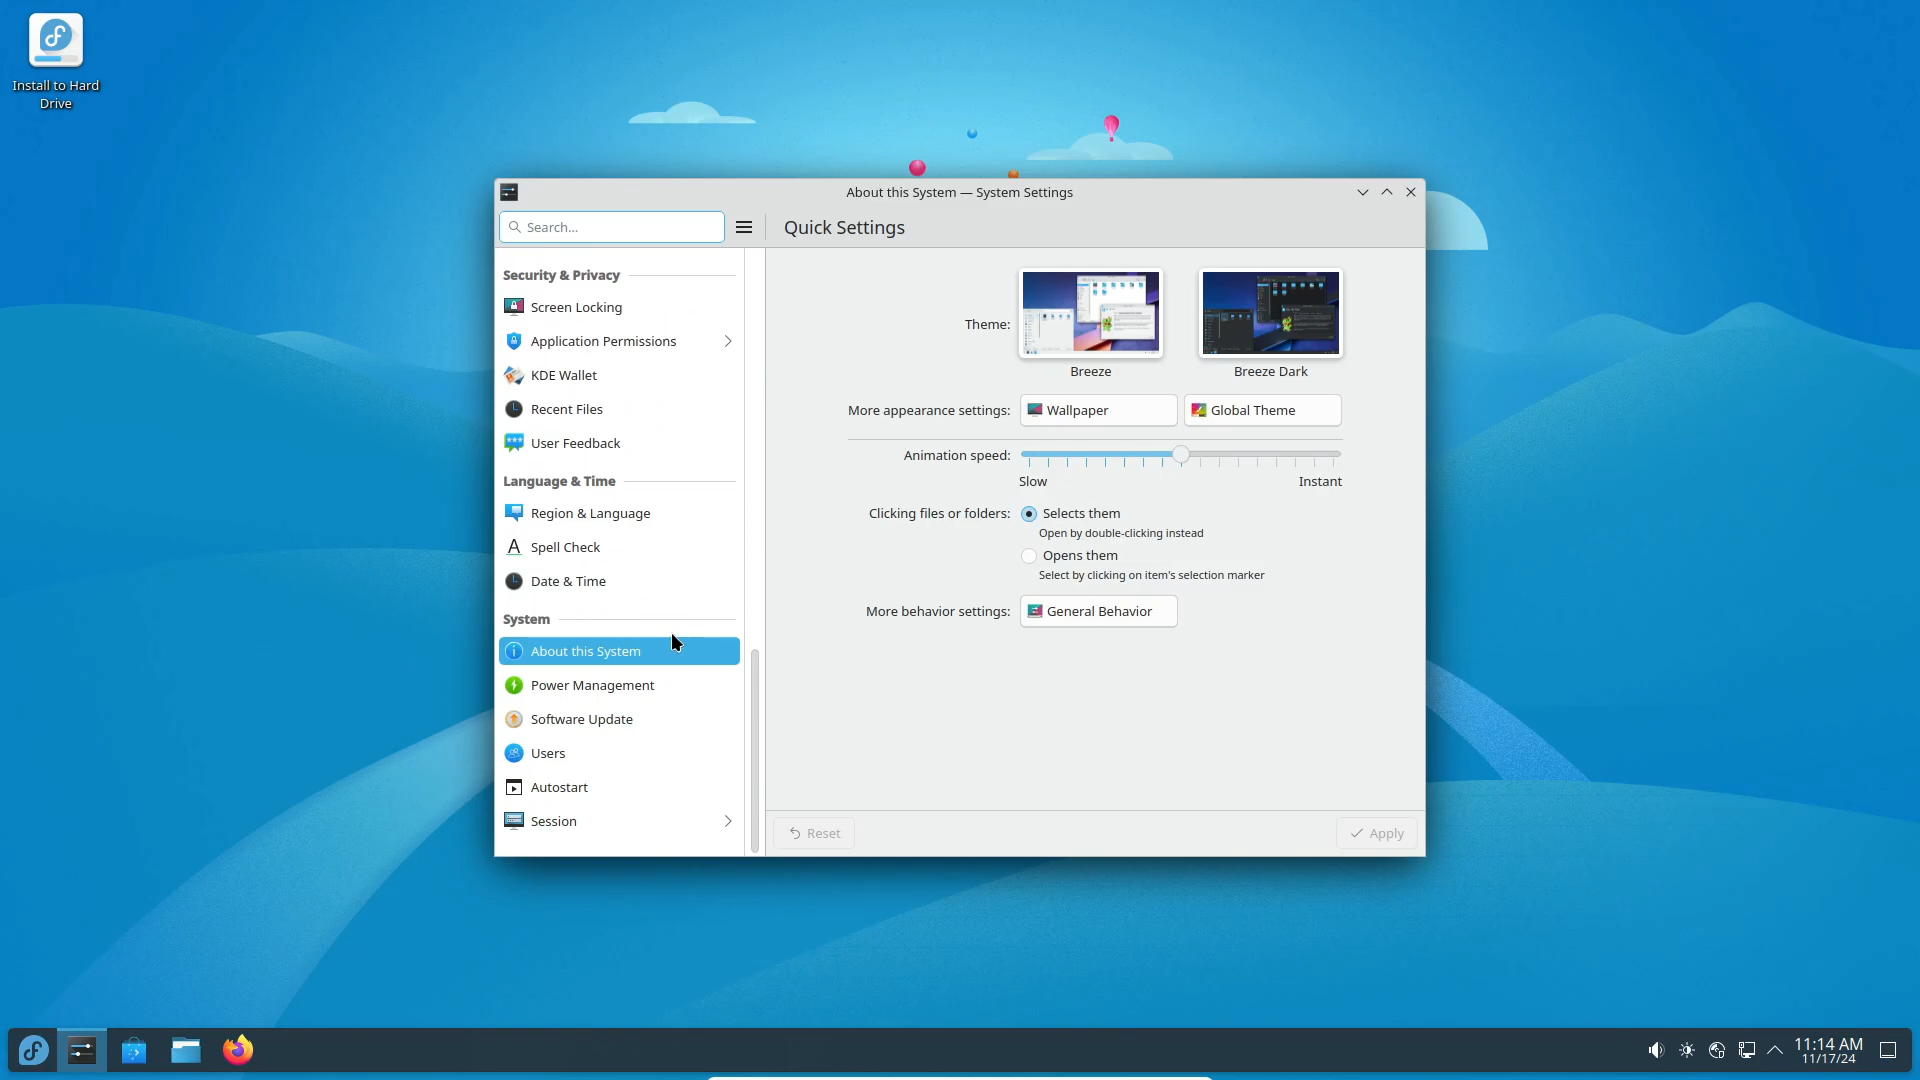 Install to Hard
Drive
About this System — System Settings
Search...
Quick Settings
Security & Privacy
Screen Locking
Application Permissions
KDE Wallet
Recent Files
User Feedback
Language & Time
Region & Language
Spell Check
Date & Time
System
About this System
Power Management
Software Update
Users
Autostart
Session
Theme:
Breeze
Breeze Dark
More appearance settings:
Wallpaper
Global Theme
Animation speed:
Slow
Instant
Clicking files or folders:
Selects them
Open by double-clicking instead
Opens them
Select by clicking on item's selection marker
More behavior settings:
General Behavior
Reset
Apply
11:14 AM
11/17/24